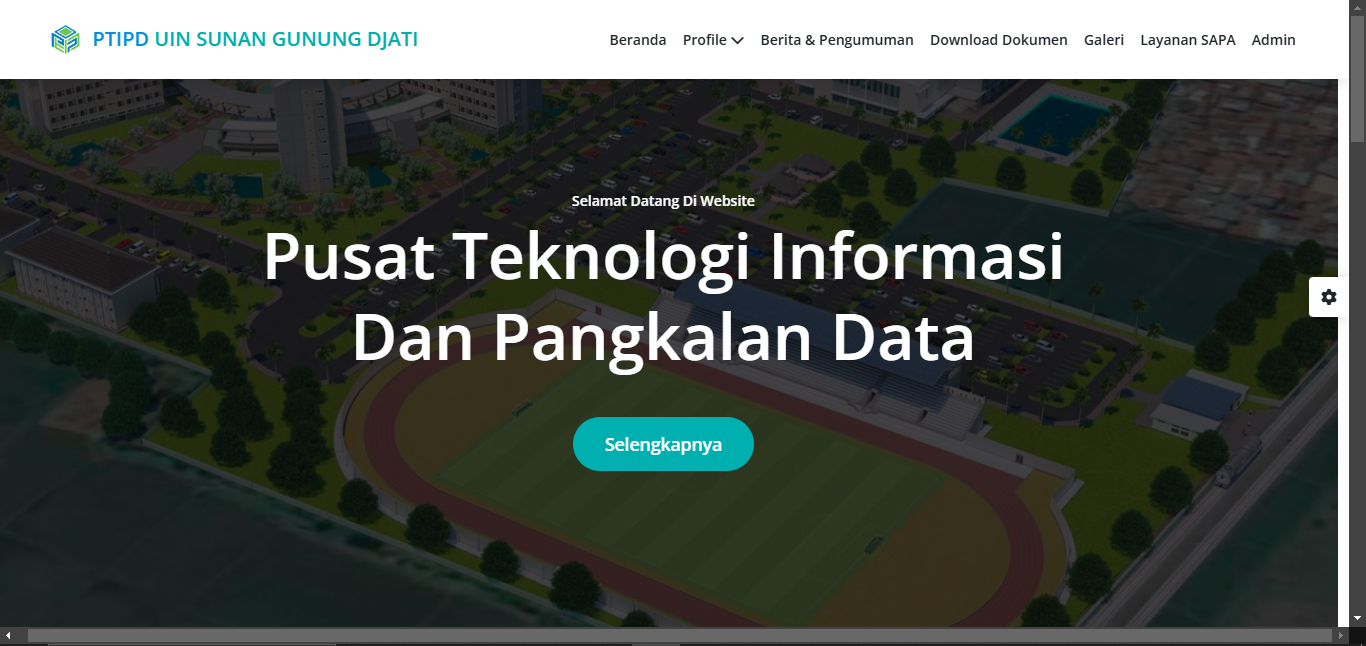 PTIPD UIN SUNAN GUNUNG DJATI
Beranda Profile Berita & Pengumuman Download Dokumen Galeri Layanan SAPA Admin
Selamat Datang Di Website
Pusat Teknologi Informasi
Dan Pangkalan Data
Selengkapnya